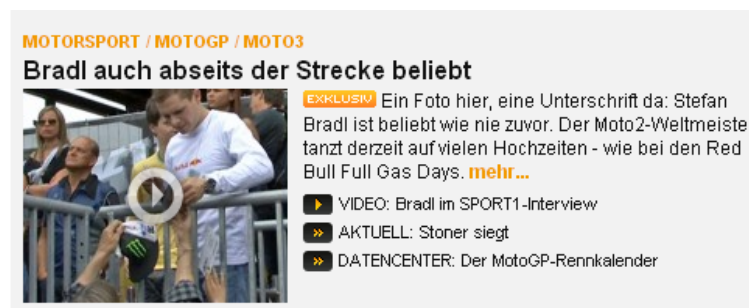 MOTORSPORT / MOTOGP / MOTO3
Bradl auch abseits der Strecke beliebt
EXKLUSIV Ein Foto hier, eine Unterschrift da: Stefan
Bradl ist beliebt wie nie zuvor. Der Moto2-Weltmeiste
tanzt derzeit auf vielen Hochzeiten - wie bei den Red
Bull Full Gas Days. mehr...
VIDEO: Bradl im SPORT1-Interview
AKTUELL: Stoner siegt
DATENCENTER: Der MotoGP-Rennkalender